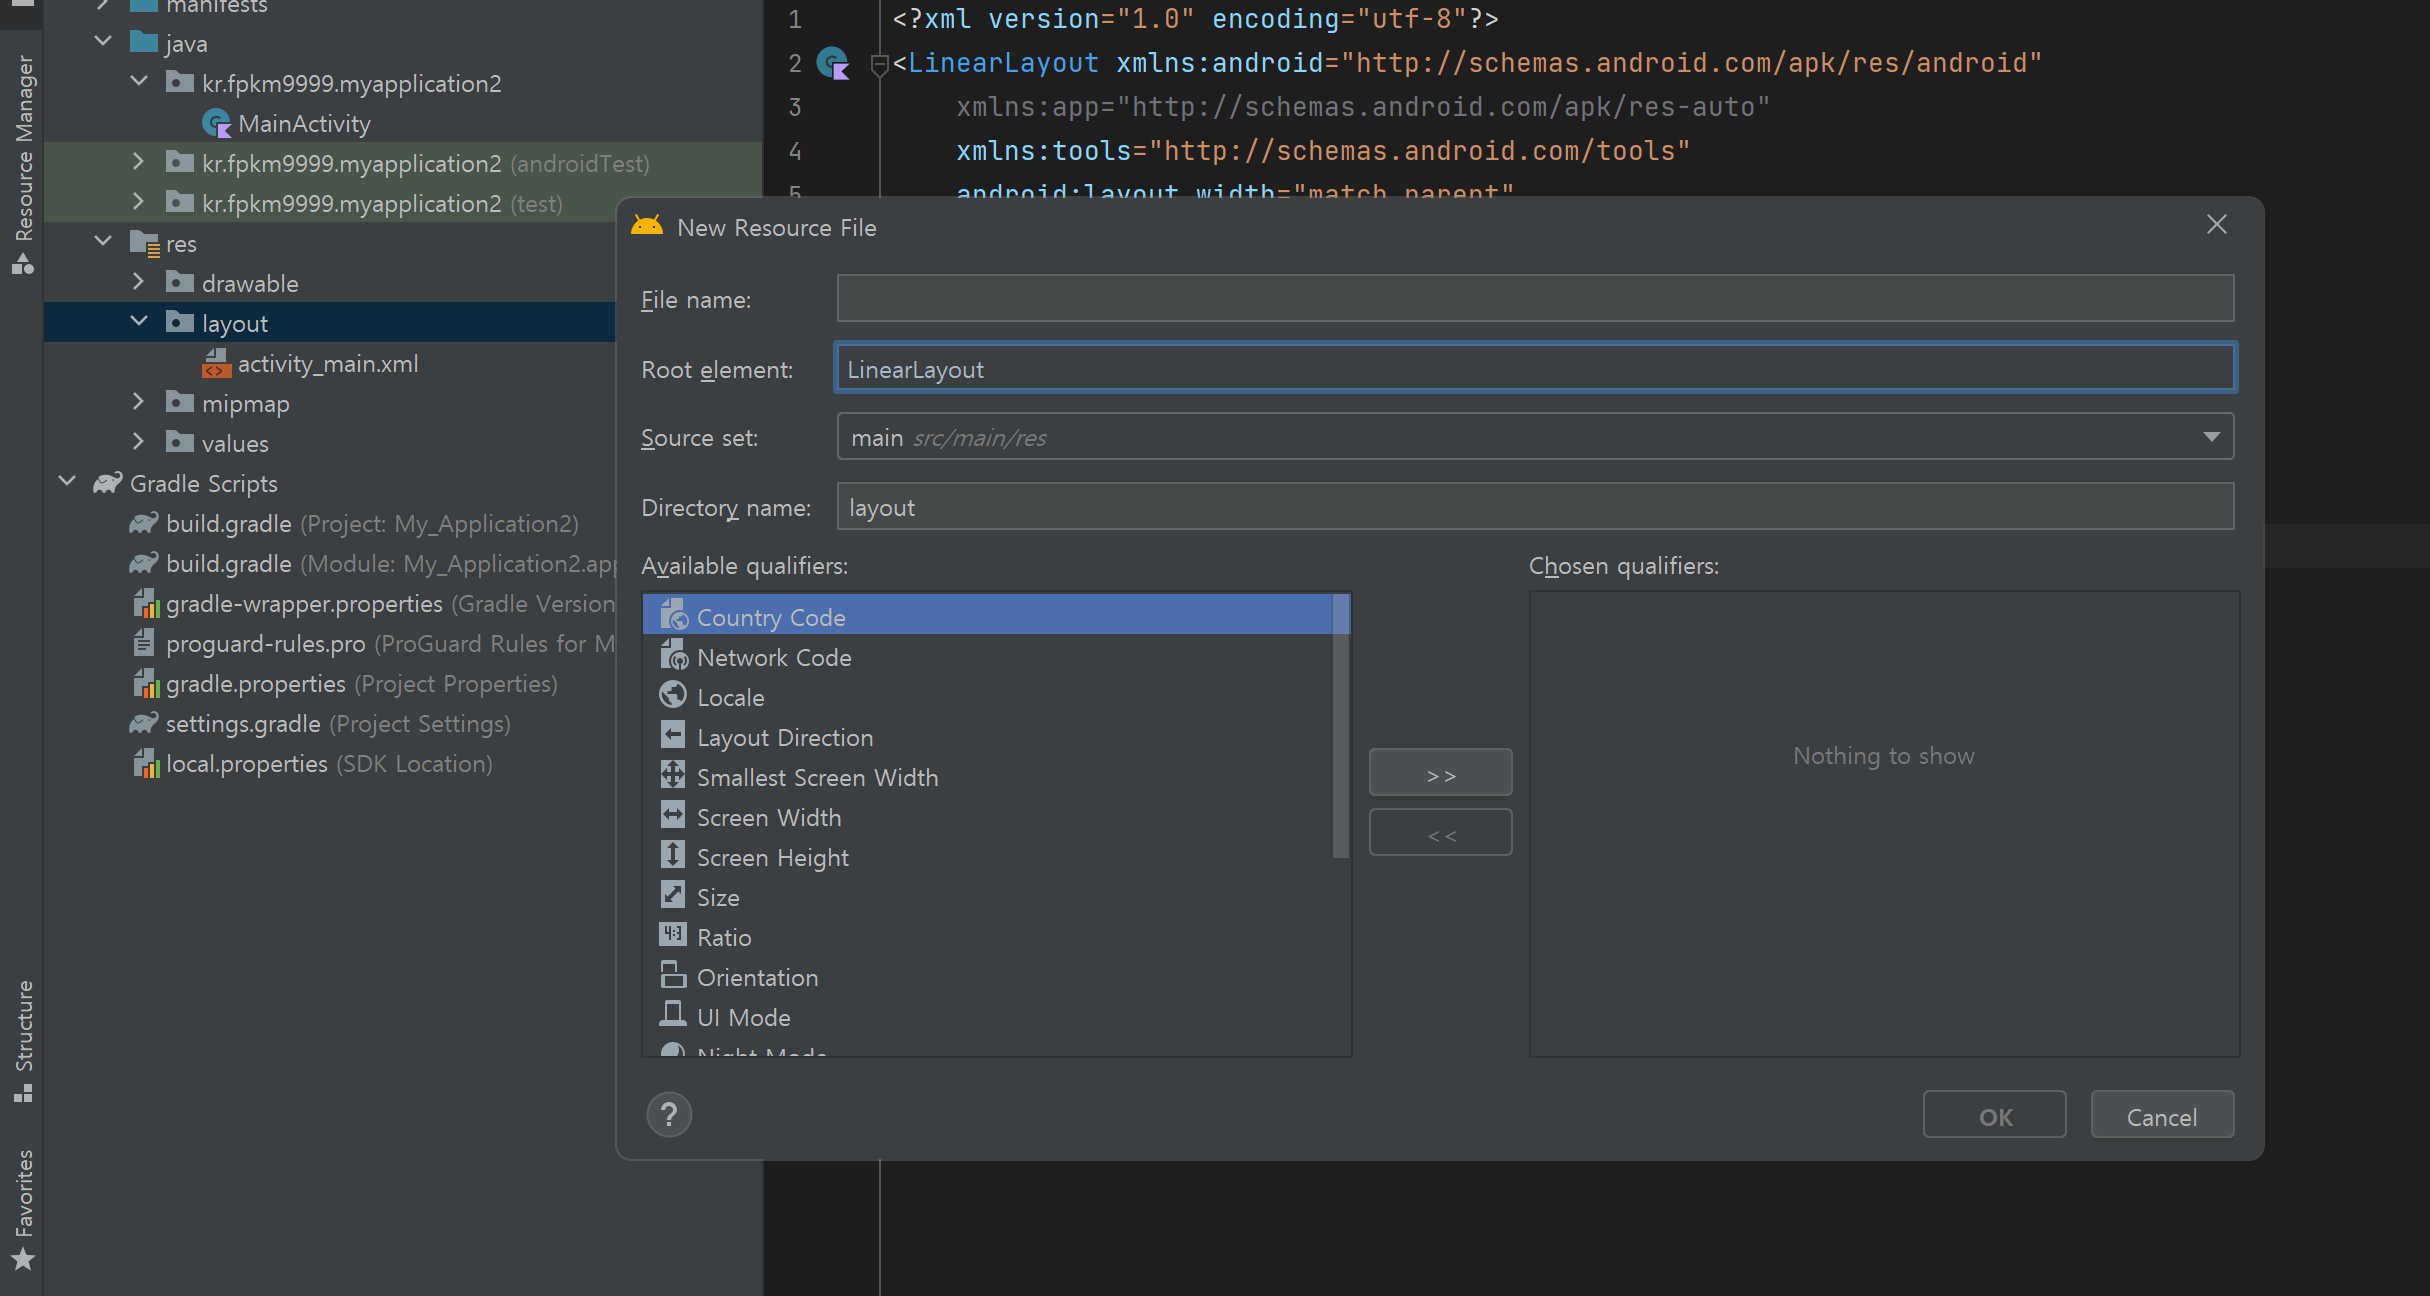 manifests
java
kr.fpkm9999.myapplication2
MainActivity
kr.fpkm9999.myapplication2 (androidTest)
kr.fpkm9999.myapplication2 (test)
res
drawable
layout
activity_main.xml
mipmap
values
Gradle Scripts
build.gradle (Project: My_Application2)
build.gradle (Module: My_Application2.app
gradle-wrapper.properties (Gradle Version
proguard-rules.pro (ProGuard Rules for M
gradle.properties (Project Properties)
settings.gradle (Project Settings)
local.properties (SDK Location)
Resource Manager
Structure
Favorites
1 <?xml version="1.0" encoding="utf-8"?>
2 <LinearLayout xmlns:android="http://schemas.android.com/apk/res/android"
3 xmlns:app="http://schemas.android.com/apk/res-auto"
4 xmlns:tools="http://schemas.android.com/tools"
5 android:layout_width="match_parent"
New Resource File
File name:
Root element: LinearLayout
Source set: main src/main/res
Directory name: layout
Available qualifiers:
Country Code
Network Code
Locale
Layout Direction
Smallest Screen Width
Screen Width
Screen Height
Size
4:3 Ratio
Orientation
UI Mode
Night Mode
>>
<<
Chosen qualifiers:
Nothing to show
?
OK
Cancel